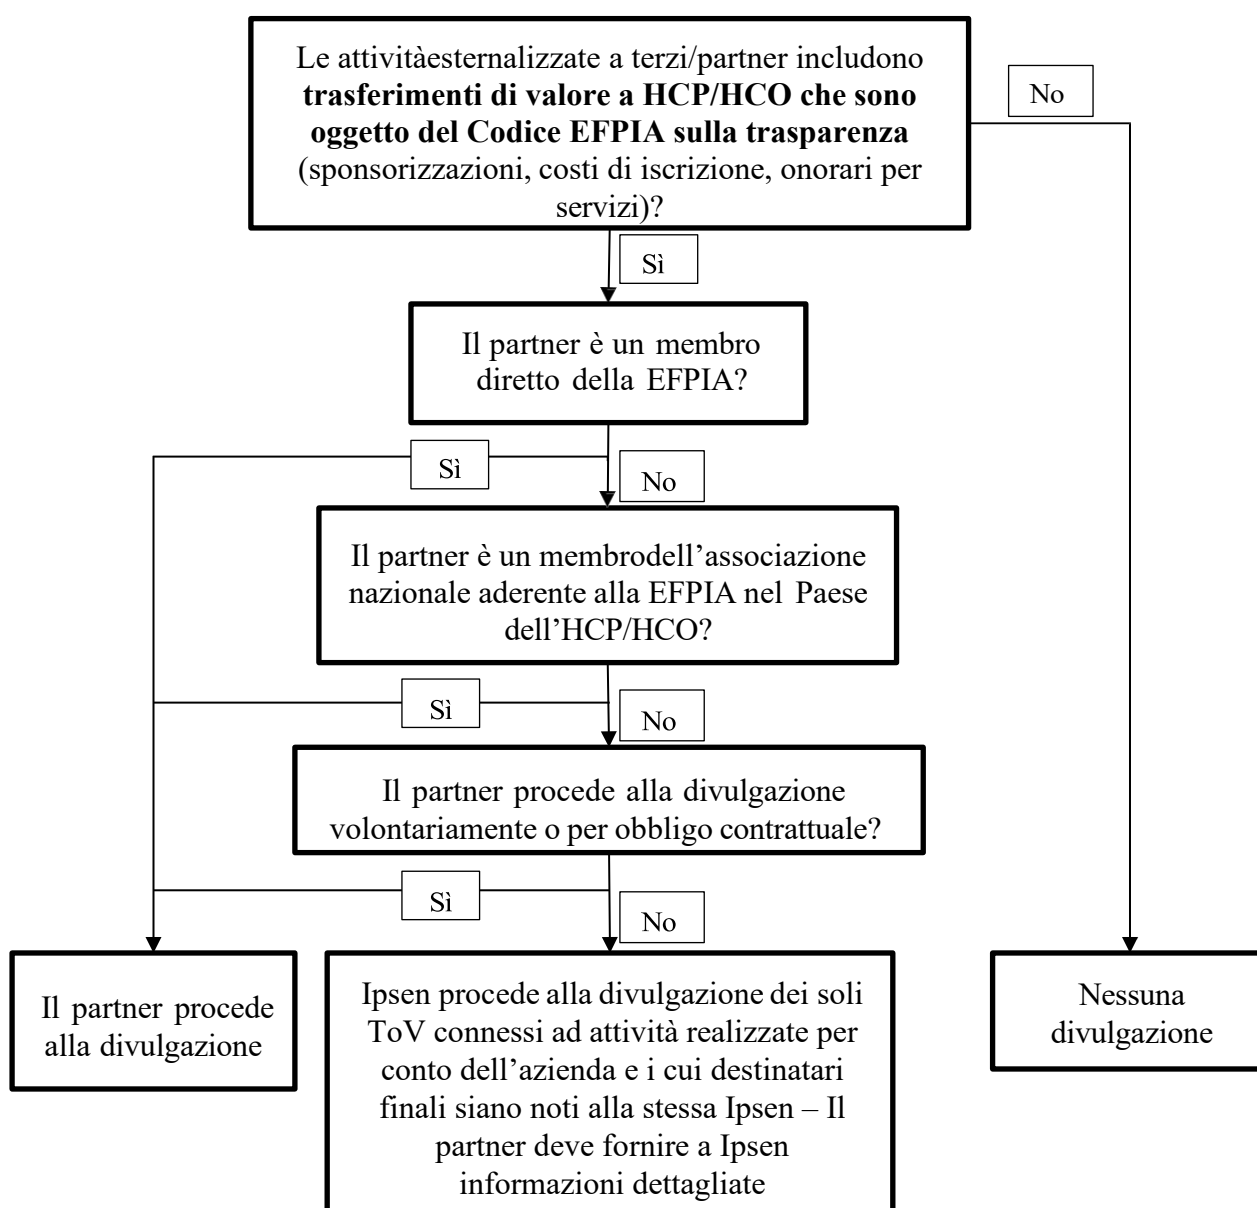 Le attivitàesternalizzate a terzi/partner includono
trasferimenti di valore a HCP/HCO che sono
oggetto del Codice EFPIA sulla trasparenza
(sponsorizzazioni, costi di iscrizione, onorari per
servizi)?
No
Sì
Il partner è un membro
diretto della EFPIA?
Sì
No
Il partner è un membrodell’associazione
nazionale aderente alla EFPIA nel Paese
dell’HCP/HCO?
Sì
No
Il partner procede alla divulgazione
volontariamente o per obbligo contrattuale?
Sì
No
Il partner procede
alla divulgazione
Ipsen procede alla divulgazione dei soli
ToV connessi ad attività realizzate per
conto dell’azienda e i cui destinatari
finali siano noti alla stessa Ipsen – Il
partner deve fornire a Ipsen
informazioni dettagliate
Nessuna
divulgazione